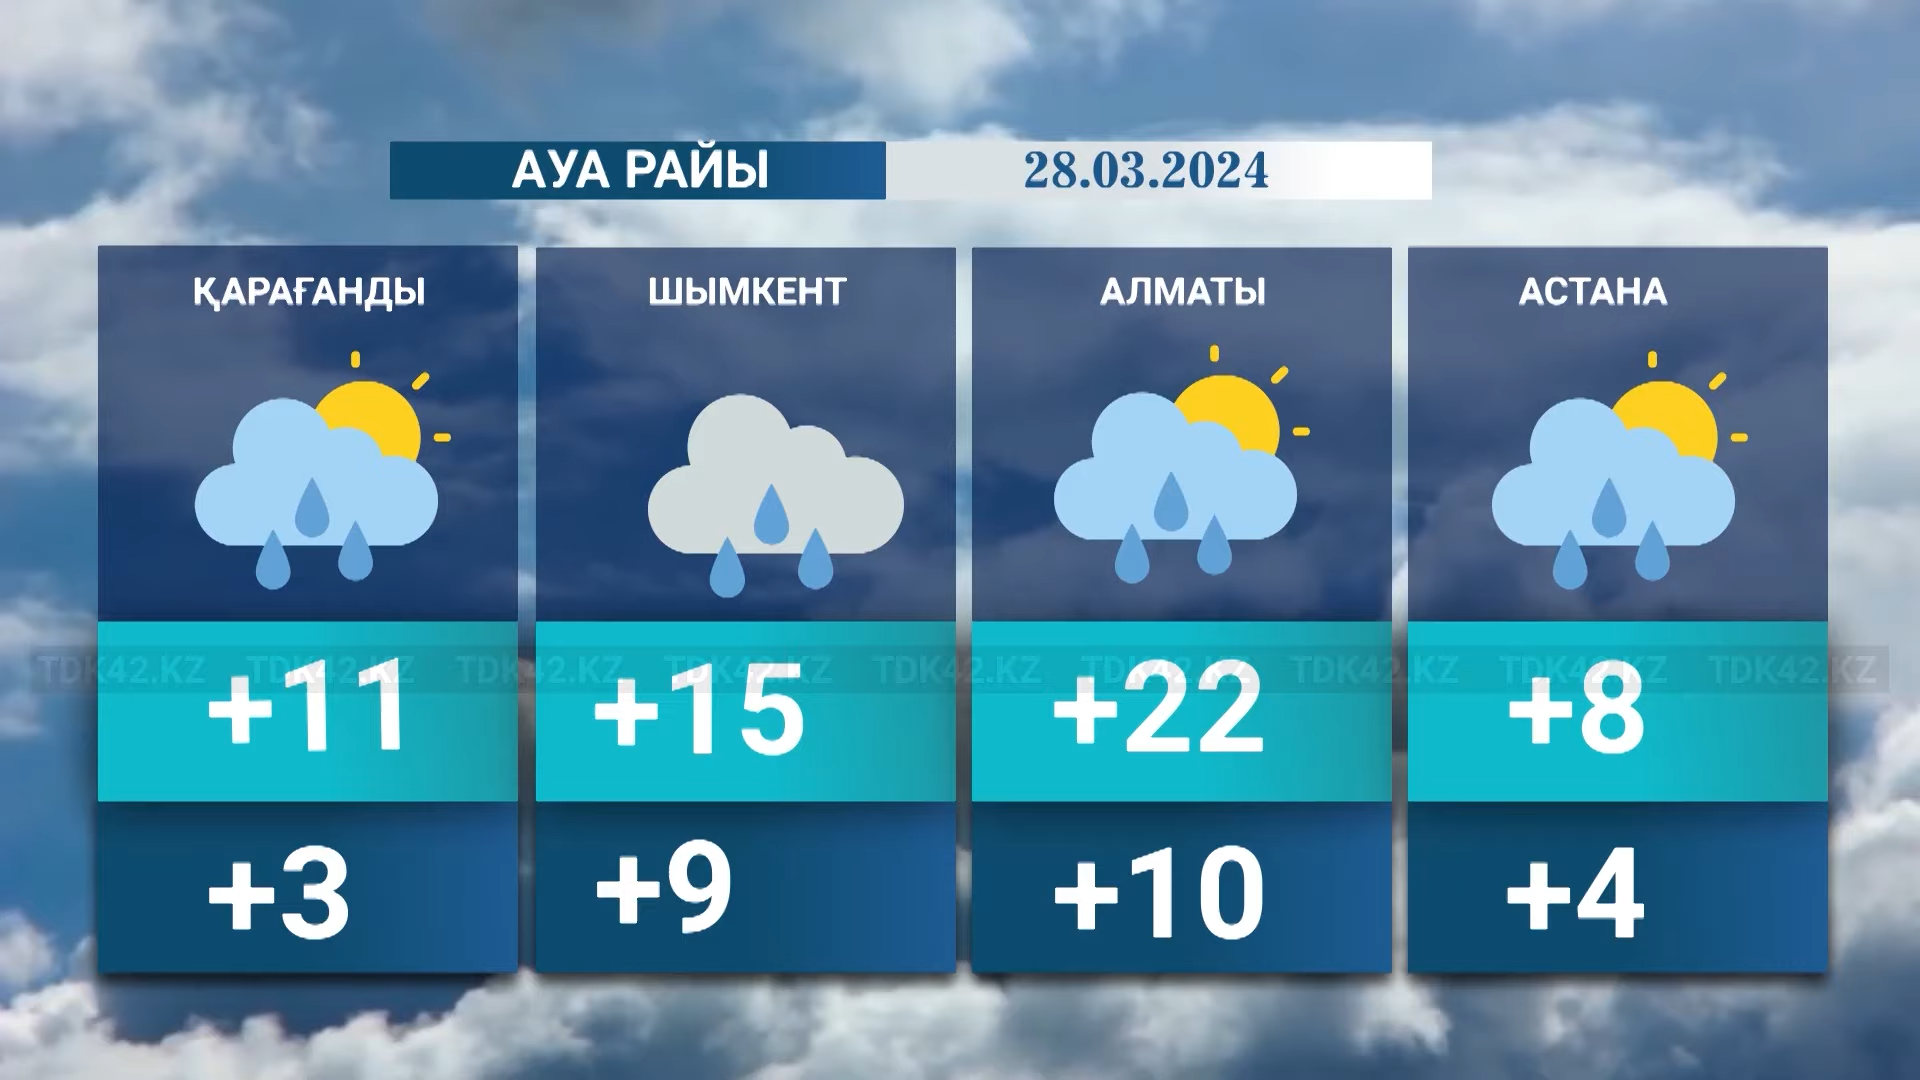 АУА РАЙЫ 28.03.2024
ҚАРАҒАНДЫ ШЫМКЕНТ АЛМАТЫ АСТАНА
TDK42.KZ TDK42.KZ TDK42.KZ TDK42.KZ TDK42.KZ TDK42.KZ TDK42.KZ TDK42.KZ TDK42.KZ
+11 +15 +22 +8
+3 +9 +10 +4